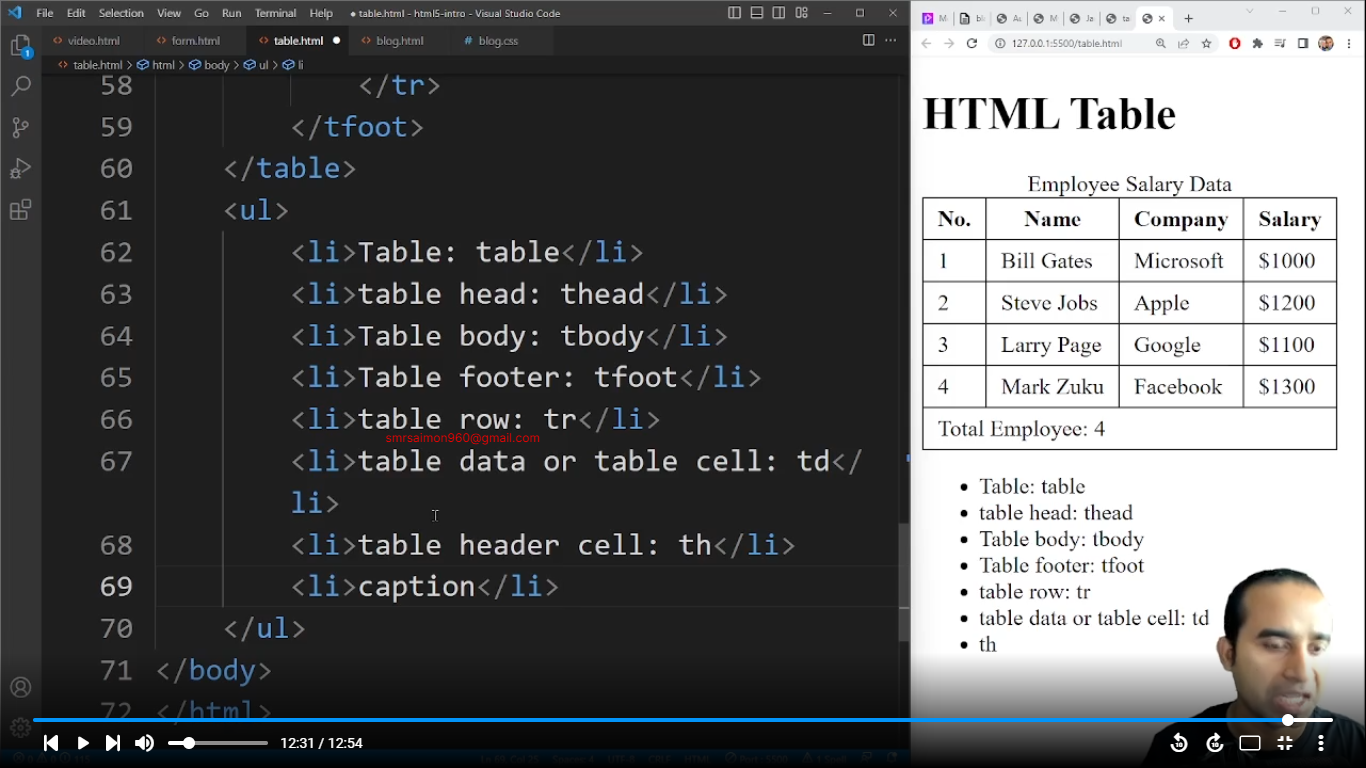 File Edit Selection View Go Run Terminal Help
● table.html - html5-intro - Visual Studio Code
video.html
form.html
table.html
blog.html
blog.css
table.html > html > body > ul > li
1
58 </tr>
59 </tfoot>
60 </table>
61 <ul>
62 <li>Table: table</li>
63 <li>table head: thead</li>
64 <li>Table body: tbody</li>
65 <li>Table footer: tfoot</li>
66 <li>table row: tr</li>
smrsaimon960@gmail.com
67 <li>table data or table cell: td</
li>
68 <li>table header cell: th</li>
69 <li>caption</li>
70 </ul>
71 </body>
72 </html>
127.0.0.1:5500/table.html
HTML Table
Employee Salary Data
No. Name Company Salary
1 Bill Gates Microsoft $1000
2 Steve Jobs Apple $1200
3 Larry Page Google $1100
4 Mark Zuku Facebook $1300
Total Employee: 4
• Table: table
• table head: thead
• Table body: tbody
• Table footer: tfoot
• table row: tr
• table data or table cell: td
• th
12:31 / 12:54
10
10